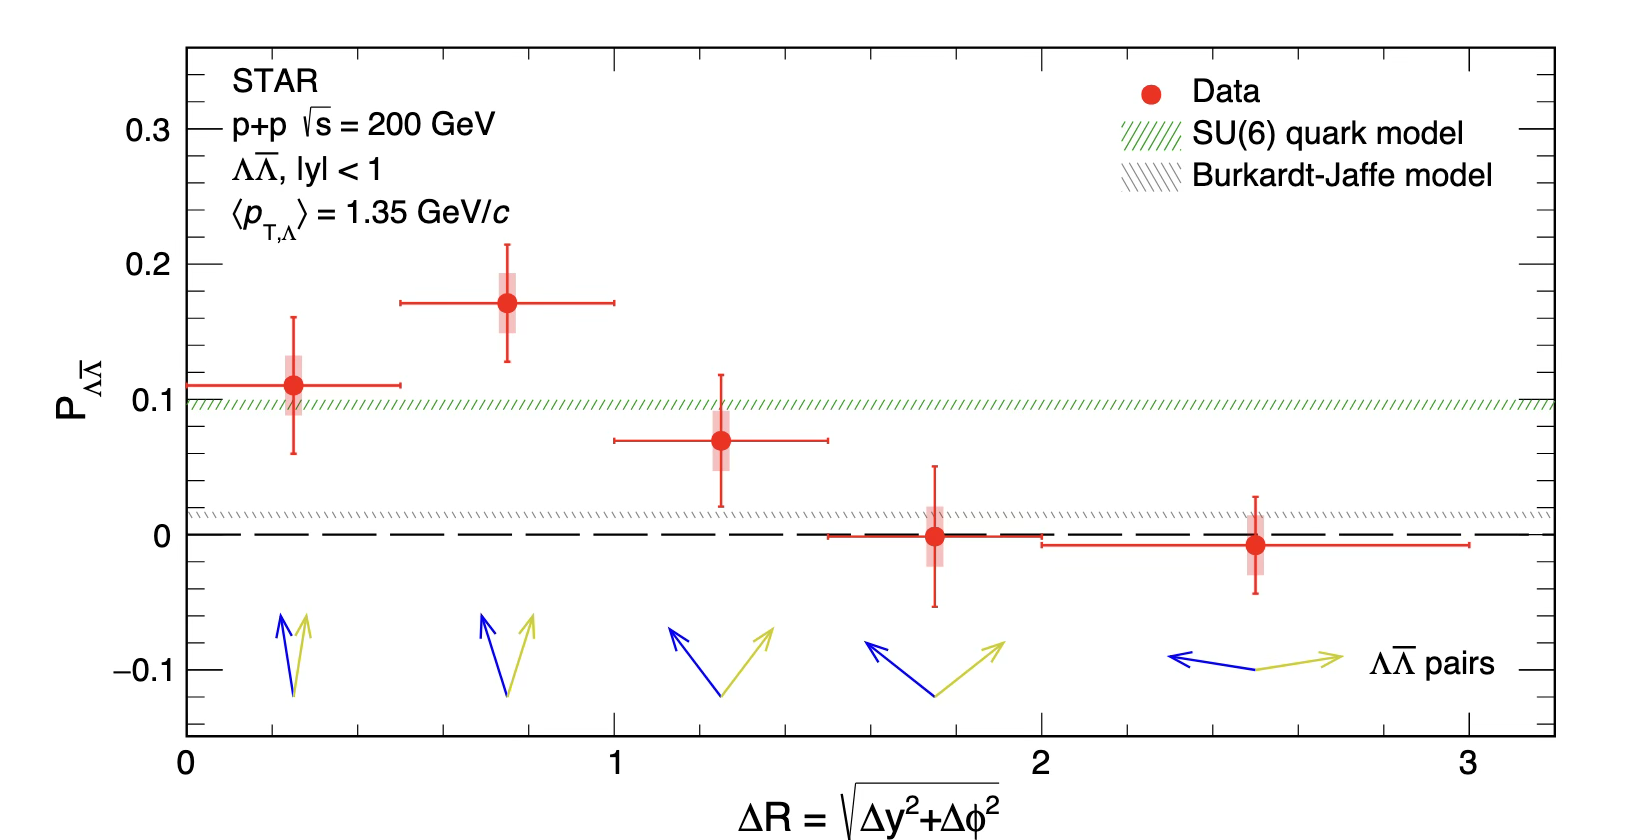 STAR
p+p √s = 200 GeV
ΛΛ̅, |y| < 1
⟨p_T,Λ⟩ = 1.35 GeV/c
Data
SU(6) quark model
Burkardt-Jaffe model
0.3
0.2
0.1
0
−0.1
P_ΛΛ̅
ΛΛ̅ pairs
0 1 2 3
ΔR = √Δy²+Δϕ²